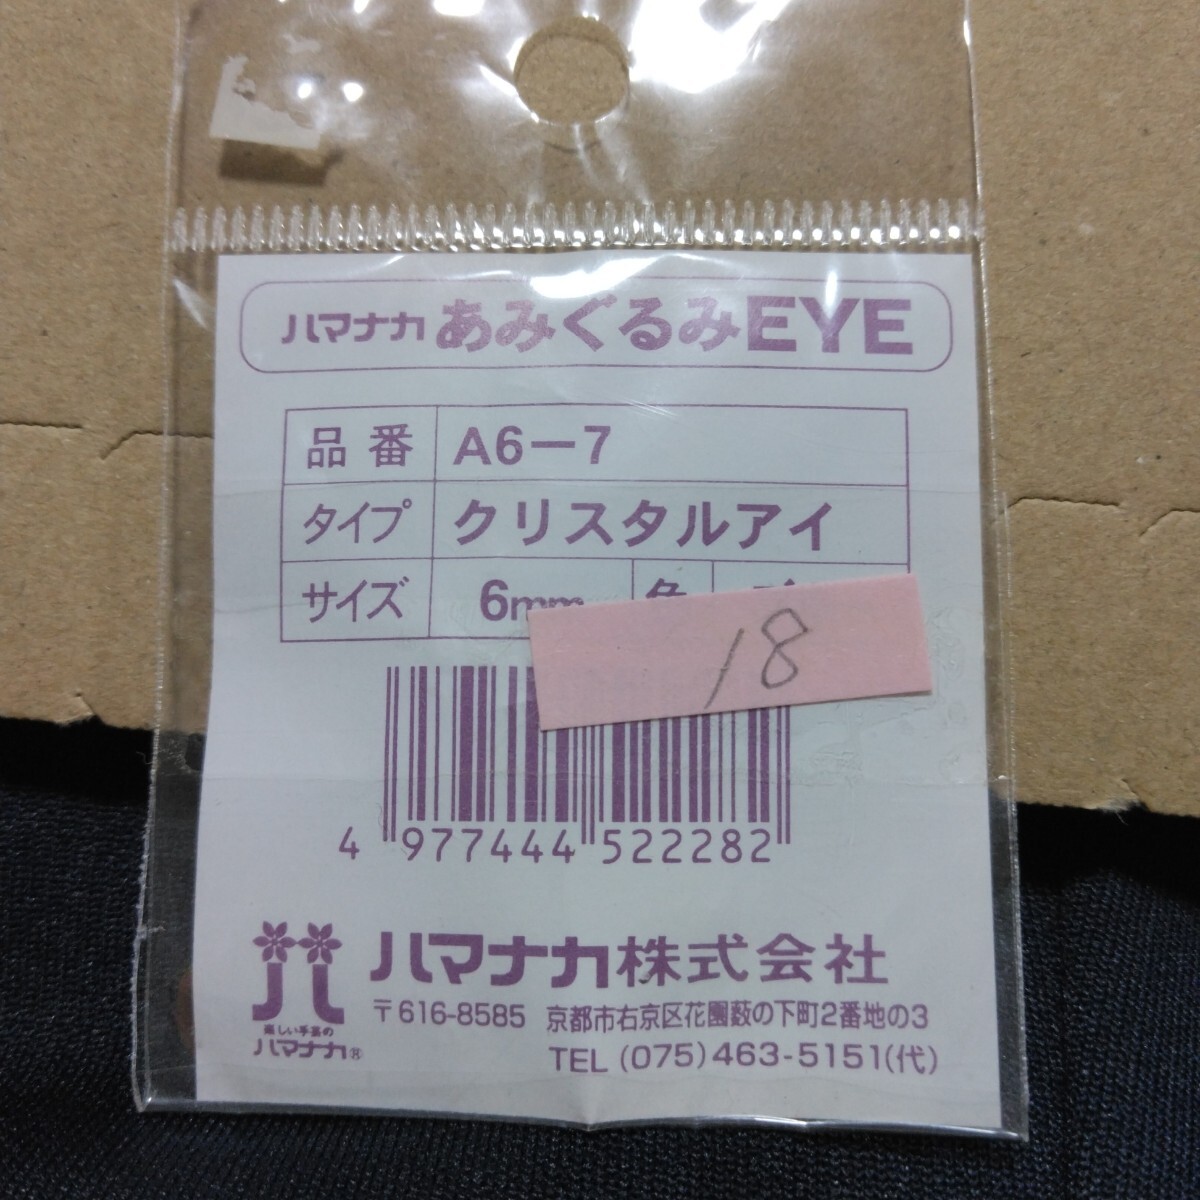 ハマナカ あみぐるみEYE
品番 A6-7
タイプ クリスタルアイ
サイズ 6mm 色
18
4 977444 522282
ハマナカ株式会社
〒616-8585 京都市右京区花園薮の下町2番地の3
TEL (075) 463-5151(代)
楽しい手芸の
ハマナカ®